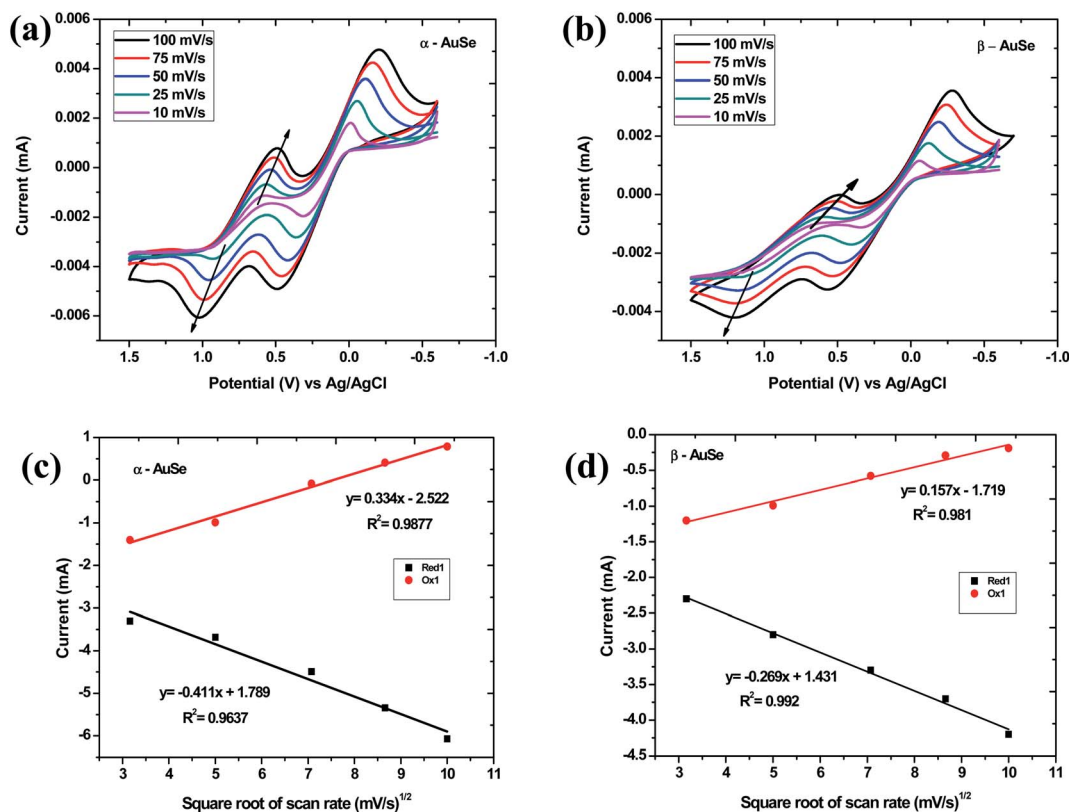 (a)
α - AuSe
100 mV/s
75 mV/s
50 mV/s
25 mV/s
10 mV/s
0.006
0.004
0.002
0.000
-0.002
-0.004
-0.006
Current (mA)
1.5 1.0 0.5 0.0 -0.5 -1.0
Potential (V) vs Ag/AgCl
(b)
β - AuSe
100 mV/s
75 mV/s
50 mV/s
25 mV/s
10 mV/s
0.006
0.004
0.002
0.000
-0.002
-0.004
Current (mA)
1.5 1.0 0.5 0.0 -0.5 -1.0
Potential (V) vs Ag/AgCl
(c)
α - AuSe
y= 0.334x - 2.522
R²= 0.9877
Red1
Ox1
y= -0.411x + 1.789
R²= 0.9637
1
0
-1
-2
-3
-4
-5
-6
Current (mA)
3 4 5 6 7 8 9 10 11
Square root of scan rate (mV/s)^1/2
(d)
β - AuSe
y= 0.157x - 1.719
R²= 0.981
Red1
Ox1
y= -0.269x + 1.431
R²= 0.992
0.0
-0.5
-1.0
-1.5
-2.0
-2.5
-3.0
-3.5
-4.0
-4.5
Current (mA)
3 4 5 6 7 8 9 10 11
Square root of scan rate (mV/s)^1/2